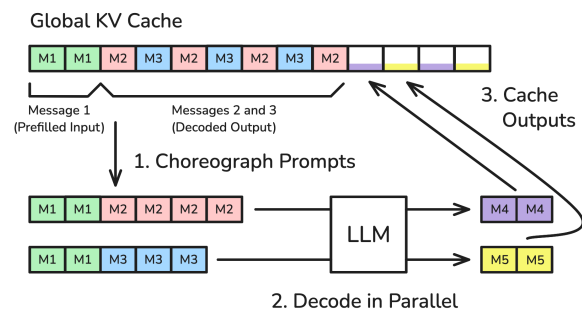 Global KV Cache
M1 M1 M2 M3 M2 M3 M2 M3 M2
Message 1
(Prefilled Input)
Messages 2 and 3
(Decoded Output)
3. Cache
Outputs
1. Choreograph Prompts
M1 M1 M2 M2 M2 M2
M4 M4
LLM
M1 M1 M3 M3 M3
M5 M5
2. Decode in Parallel